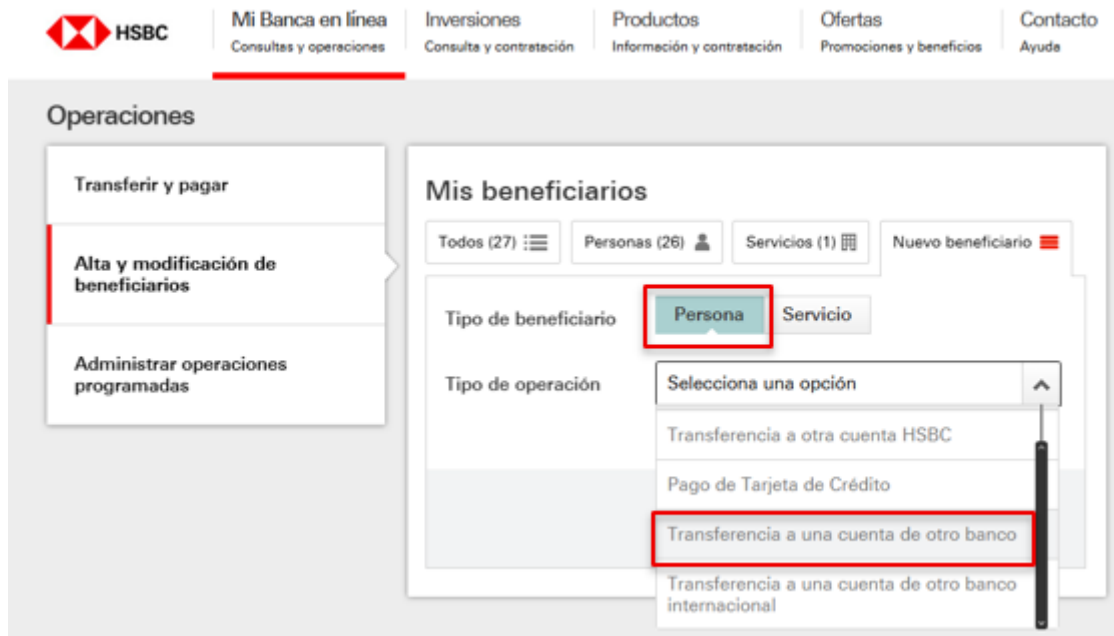 HSBC
Mi Banca en línea
Consultas y operaciones
Inversiones
Consulta y contratación
Productos
Información y contratación
Ofertas
Promociones y beneficios
Contacto
Ayuda
Operaciones
Transferir y pagar
Alta y modificación de
beneficiarios
Administrar operaciones
programadas
Mis beneficiarios
Todos (27)
Personas (26)
Servicios (1)
Nuevo beneficiario
Tipo de beneficiario
Persona
Servicio
Tipo de operación
Selecciona una opción
Transferencia a otra cuenta HSBC
Pago de Tarjeta de Crédito
Transferencia a una cuenta de otro banco
Transferencia a una cuenta de otro banco
internacional